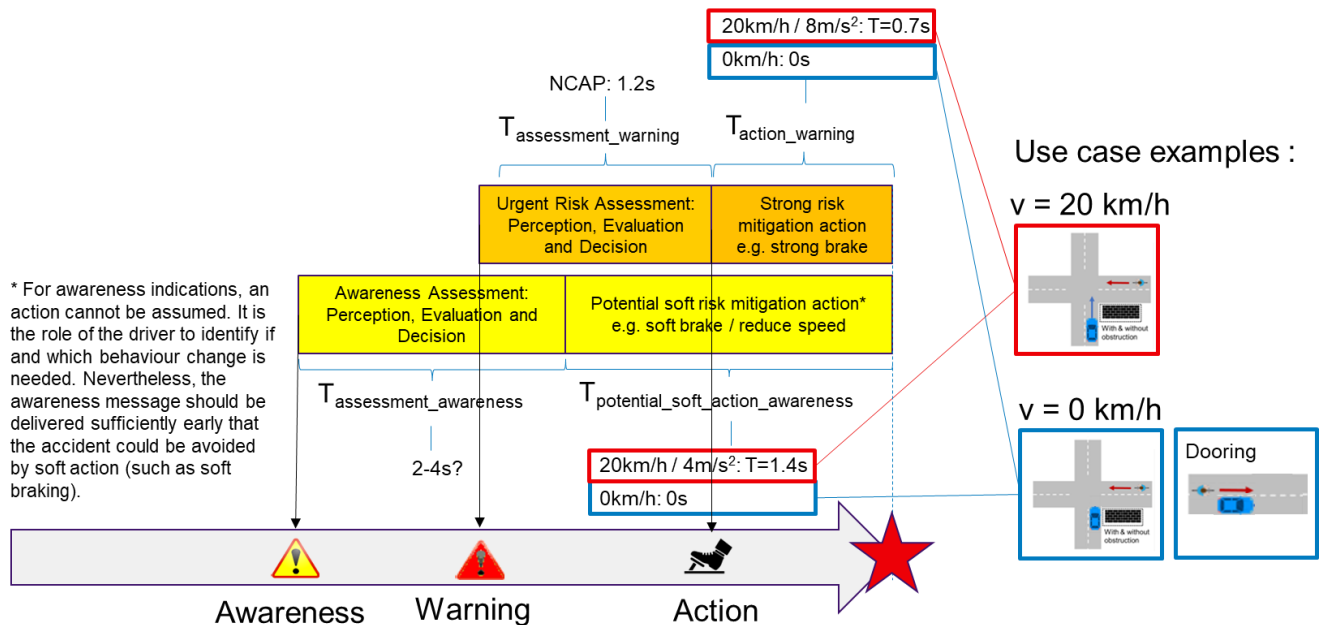 20km/h / 8m/s²: T=0.7s
0km/h: 0s
NCAP: 1.2s
T_assessment_warning
T_action_warning
Use case examples :
v = 20 km/h
Urgent Risk Assessment:
Perception, Evaluation
and Decision
Strong risk
mitigation action
e.g. strong brake
With & without
obstruction
* For awareness indications, an
action cannot be assumed. It is
the role of the driver to identify if
and which behaviour change is
needed. Nevertheless, the
awareness message should be
delivered sufficiently early that
the accident could be avoided
by soft action (such as soft
braking).
Awareness Assessment:
Perception, Evaluation and
Decision
Potential soft risk mitigation action*
e.g. soft brake / reduce speed
T_assessment_awareness
T_potential_soft_action_awareness
2-4s?
20km/h / 4m/s²: T=1.4s
0km/h: 0s
v = 0 km/h
With & without
obstruction
Dooring
Awareness
Warning
Action